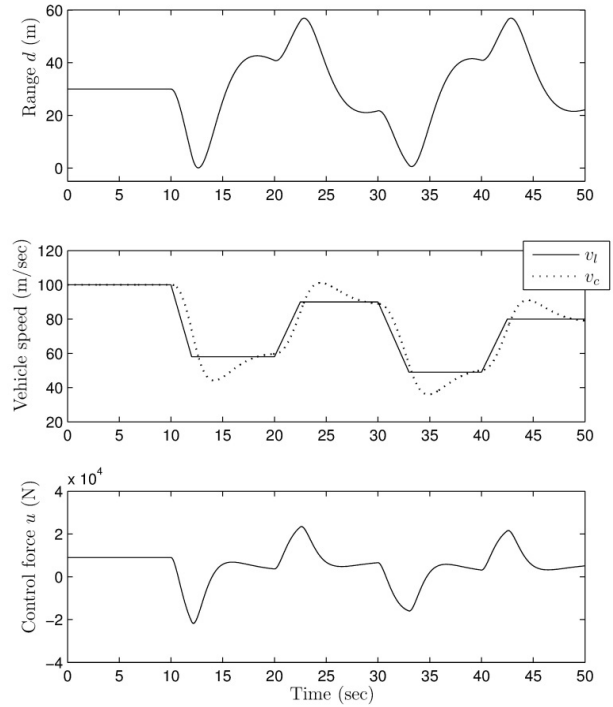 Range d (m)
60
40
20
0
0 5 10 15 20 25 30 35 40 45 50
Vehicle speed (m/sec)
120
100
80
60
40
20
v_l
v_c
0 5 10 15 20 25 30 35 40 45 50
Control force u (N)
x 10^4
4
2
0
−2
−4
0 5 10 15 20 25 30 35 40 45 50
Time (sec)